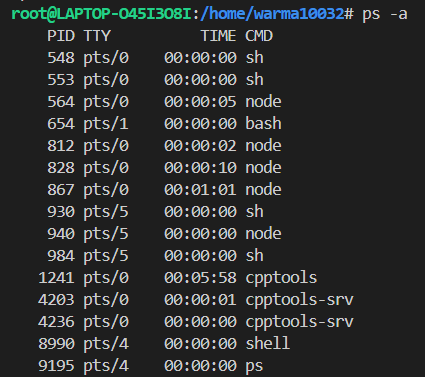 root@LAPTOP-O45I3O8I:/home/warma10032# ps -a
PID TTY TIME CMD
548 pts/0 00:00:00 sh
553 pts/0 00:00:00 sh
564 pts/0 00:00:05 node
654 pts/1 00:00:00 bash
812 pts/0 00:00:02 node
828 pts/0 00:00:10 node
867 pts/0 00:01:01 node
930 pts/5 00:00:00 sh
940 pts/5 00:00:00 node
984 pts/5 00:00:00 sh
1241 pts/0 00:05:58 cpptools
4203 pts/0 00:00:01 cpptools-srv
4236 pts/0 00:00:00 cpptools-srv
8990 pts/4 00:00:00 shell
9195 pts/4 00:00:00 ps